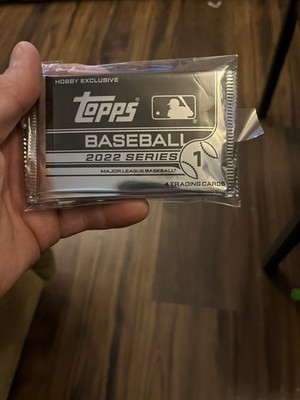 HOBBY EXCLUSIVE
Topps
BASEBALL
2022 SERIES 1
MAJOR LEAGUE BASEBALL®
4 TRADING CARDS